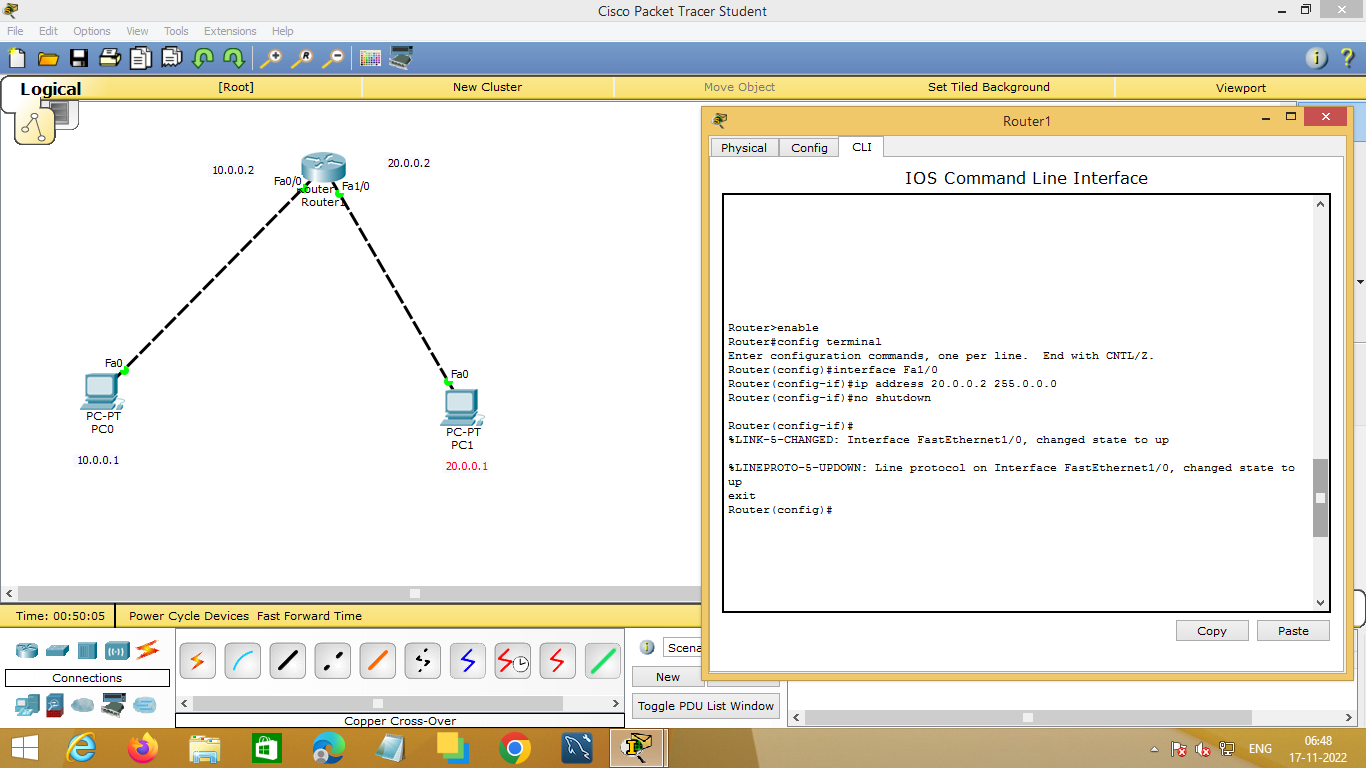 Cisco Packet Tracer Student
File Edit Options View Tools Extensions Help
Logical [Root] New Cluster Move Object Set Tiled Background Viewport
10.0.0.2
20.0.0.2
Fa0/0
Fa1/0
Router1
Fa0
PC-PT
PC0
10.0.0.1
Fa0
PC-PT
PC1
20.0.0.1
Router1
Physical Config CLI
IOS Command Line Interface
Router>enable
Router#config terminal
Enter configuration commands, one per line.  End with CNTL/Z.
Router(config)#interface Fa1/0
Router(config-if)#ip address 20.0.0.2 255.0.0.0
Router(config-if)#no shutdown
Router(config-if)#
%LINK-5-CHANGED: Interface FastEthernet1/0, changed state to up
%LINEPROTO-5-UPDOWN: Line protocol on Interface FastEthernet1/0, changed state to
up
exit
Router(config)#
Copy Paste
Time: 00:50:05 Power Cycle Devices Fast Forward Time
Connections
Copper Cross-Over
Scena
New
Toggle PDU List Window
ENG
06:48
17-11-2022